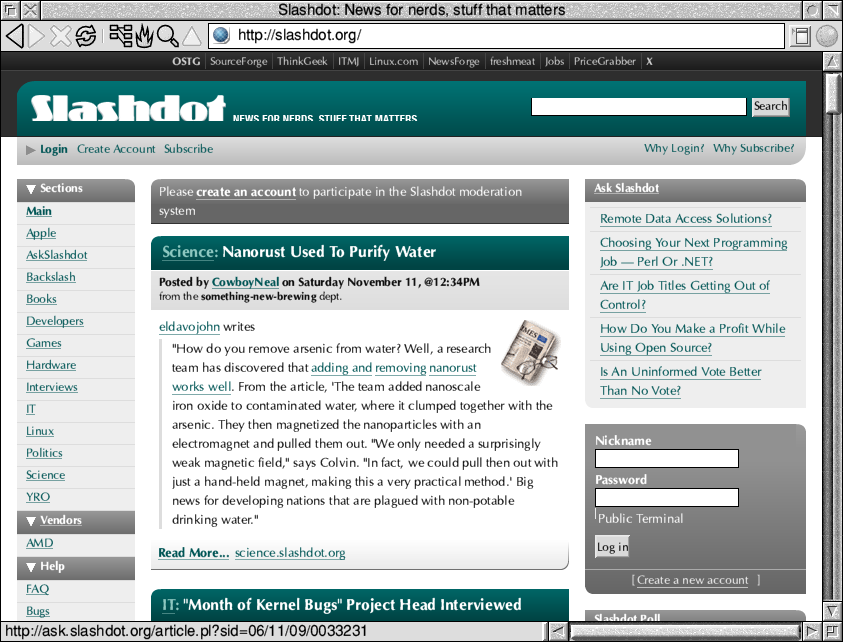 Slashdot: News for nerds, stuff that matters
http://slashdot.org/
OSTG SourceForge ThinkGeek ITMJ Linux.com NewsForge freshmeat Jobs PriceGrabber X
Slashdot NEWS FOR NERDS. STUFF THAT MATTERS.
Search
Login Create Account Subscribe
Why Login? Why Subscribe?
Sections
Main
Apple
AskSlashdot
Backslash
Books
Developers
Games
Hardware
Interviews
IT
Linux
Politics
Science
YRO
Vendors
AMD
Help
FAQ
Bugs
Please create an account to participate in the Slashdot moderation
system
Science: Nanorust Used To Purify Water
Posted by CowboyNeal on Saturday November 11, @12:34PM
from the something-new-brewing dept.
eldavojohn writes
"How do you remove arsenic from water? Well, a research
team has discovered that adding and removing nanorust
works well. From the article, 'The team added nanoscale
iron oxide to contaminated water, where it clumped together with the
arsenic. They then magnetized the nanoparticles with an
electromagnet and pulled them out. "We only needed a surprisingly
weak magnetic field," says Colvin. "In fact, we could pull then out with
just a hand-held magnet, making this a very practical method.' Big
news for developing nations that are plagued with non-potable
drinking water."
Read More... science.slashdot.org
IT: "Month of Kernel Bugs" Project Head Interviewed
Ask Slashdot
Remote Data Access Solutions?
Choosing Your Next Programming
Job — Perl Or .NET?
Are IT Job Titles Getting Out of
Control?
How Do You Make a Profit While
Using Open Source?
Is An Uninformed Vote Better
Than No Vote?
Nickname
Password
Public Terminal
Log in
[ Create a new account ]
Slashdot Poll
http://ask.slashdot.org/article.pl?sid=06/11/09/0033231